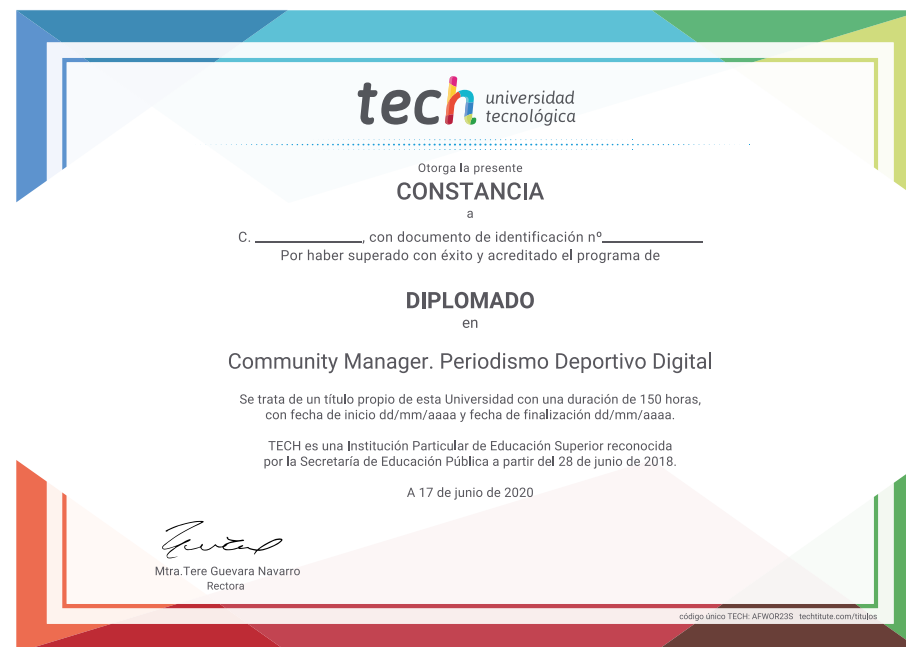 tech universidad
tecnológica
Otorga la presente
CONSTANCIA
a
C. ____________, con documento de identificación nº____________
Por haber superado con éxito y acreditado el programa de
DIPLOMADO
en
Community Manager. Periodismo Deportivo Digital
Se trata de un título propio de esta Universidad con una duración de 150 horas,
con fecha de inicio dd/mm/aaaa y fecha de finalización dd/mm/aaaa.
TECH es una Institución Particular de Educación Superior reconocida
por la Secretaría de Educación Pública a partir del 28 de junio de 2018.
A 17 de junio de 2020
Mtra.Tere Guevara Navarro
Rectora
código único TECH: AFWOR23S techtitute.com/titulos